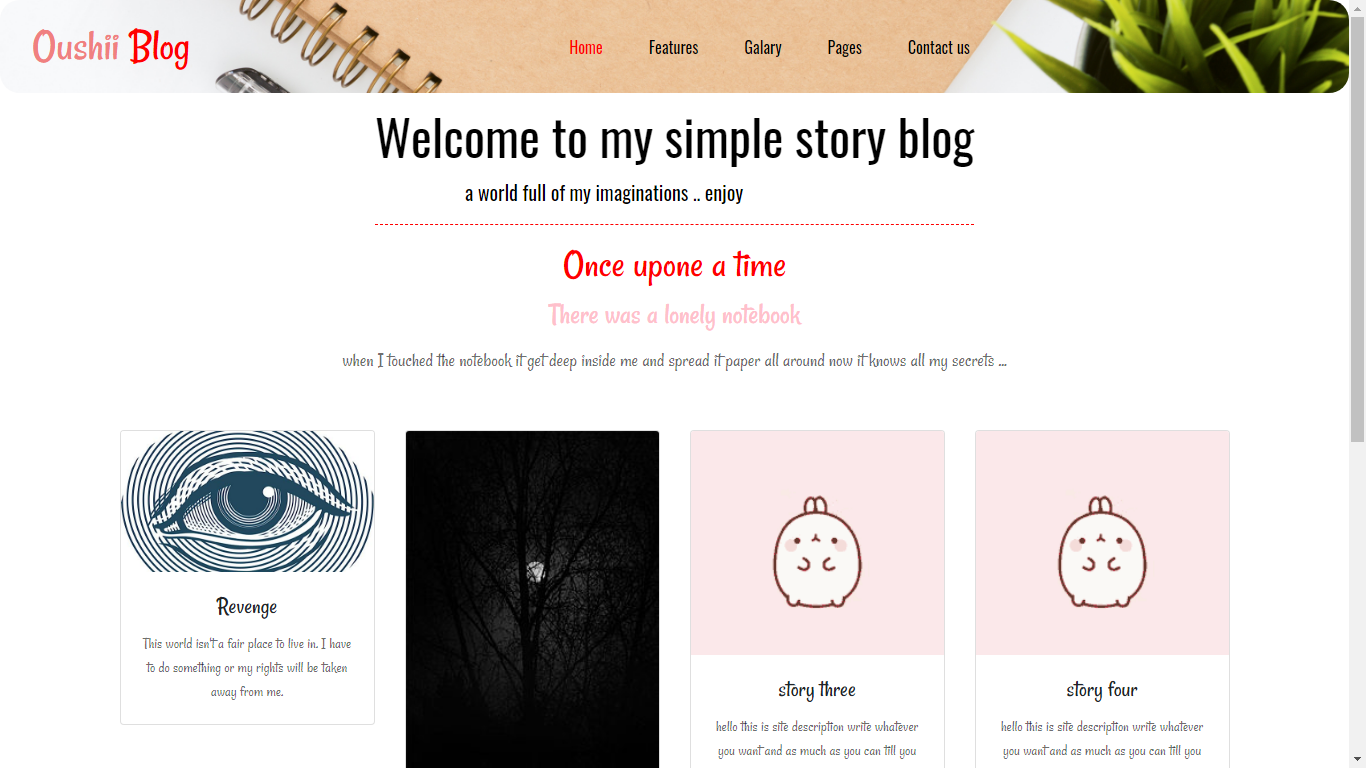 Oushii Blog
Home Features Galary Pages Contact us
Welcome to my simple story blog
a world full of my imaginations .. enjoy
Once upone a time
There was a lonely notebook
when I touched the notebook it get deep inside me and spread it paper all around now it knows all my secrets ...
Revenge
This world isn't a fair place to live in. I have
to do something or my rights will be taken
away from me.
story three
hello this is site description write whatever
you want and as much as you can till you
story four
hello this is site description write whatever
you want and as much as you can till you